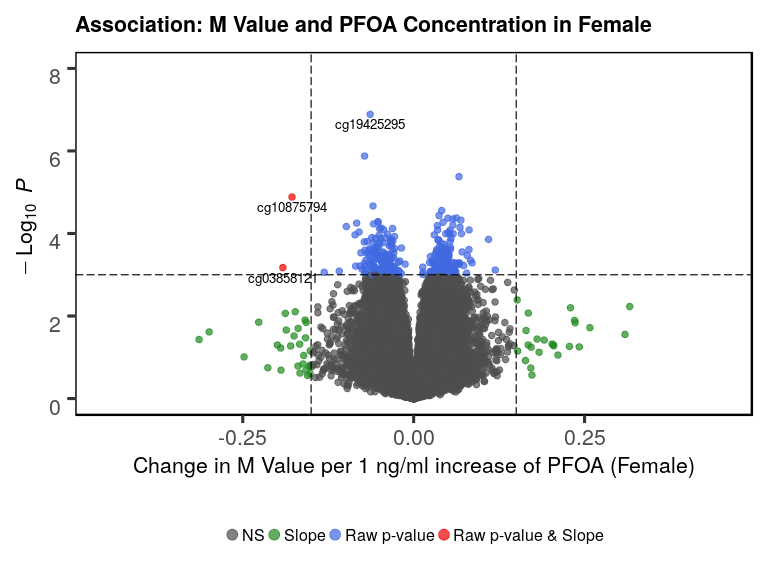 Association: M Value and PFOA Concentration in Female
8
6
4
2
0
− Log10 P
cg19425295
cg10875794
cg03858121
-0.25 0.00 0.25
Change in M Value per 1 ng/ml increase of PFOA (Female)
NS Slope Raw p-value Raw p-value & Slope